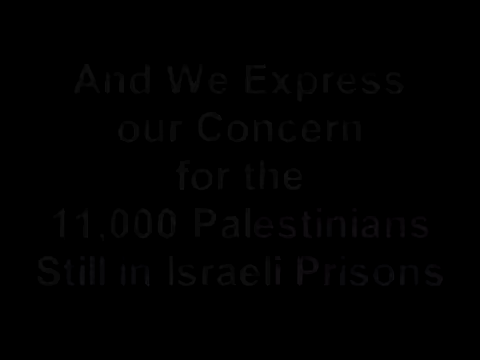 And We Express
our Concern
for the
11,000 Palestinians
Still in Israeli Prisons